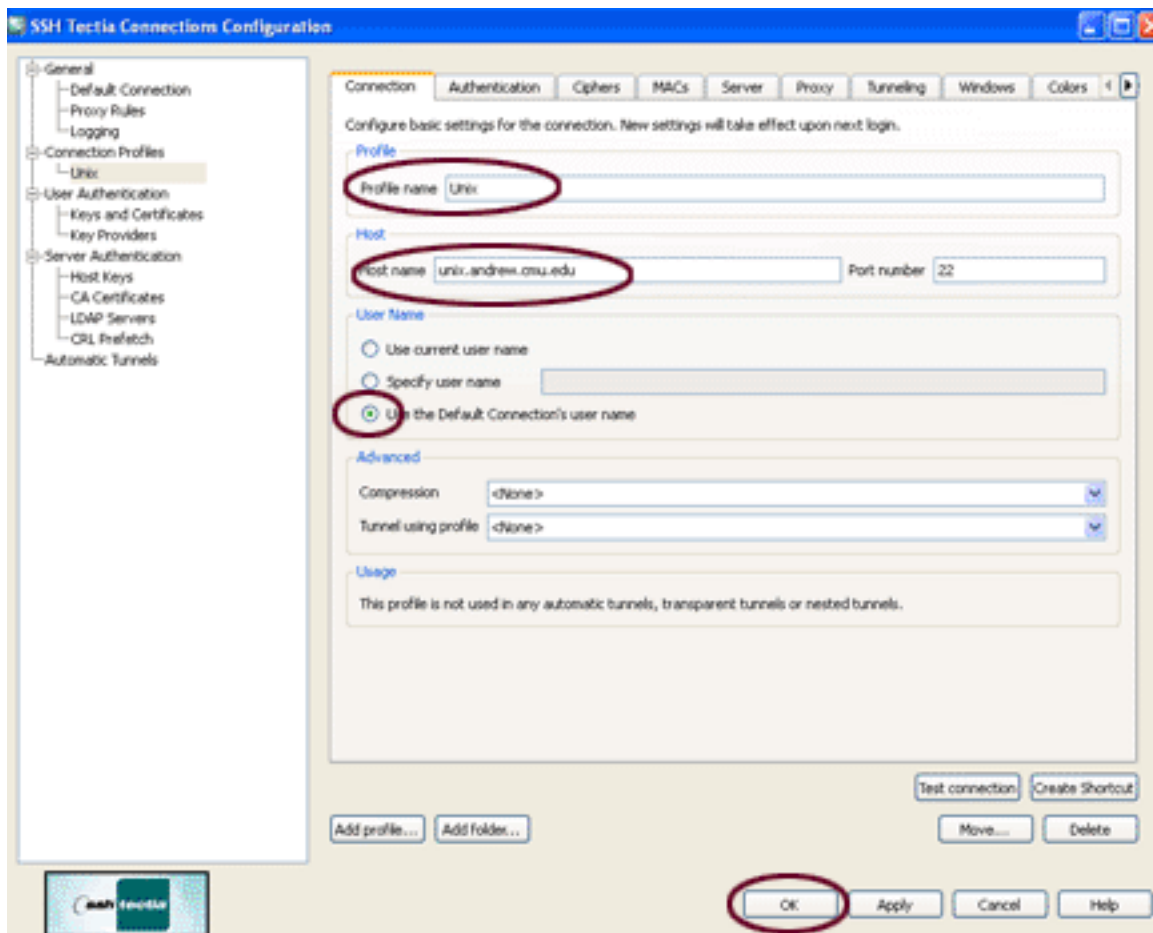 SSH Tectia Connections Configuration
General
Default Connection
Proxy Rules
Logging
Connection Profiles
Unix
User Authentication
Keys and Certificates
Key Providers
Server Authentication
Host Keys
CA Certificates
LDAP Servers
CRL Prefetch
Automatic Tunnels
Connection Authentication Ciphers MACs Server Proxy Tunneling Windows Colors
Configure basic settings for the connection. New settings will take effect upon next login.
Profile
Profile name Unix
Host
Host name unix.andrew.cmu.edu Port number 22
User Name
Use current user name
Specify user name
Use the Default Connection's user name
Advanced
Compression <None>
Tunnel using profile <None>
Usage
This profile is not used in any automatic tunnels, transparent tunnels or nested tunnels.
Test connection Create Shortcut
Add profile... Add folder... Move... Delete
ssh tectia
OK Apply Cancel Help